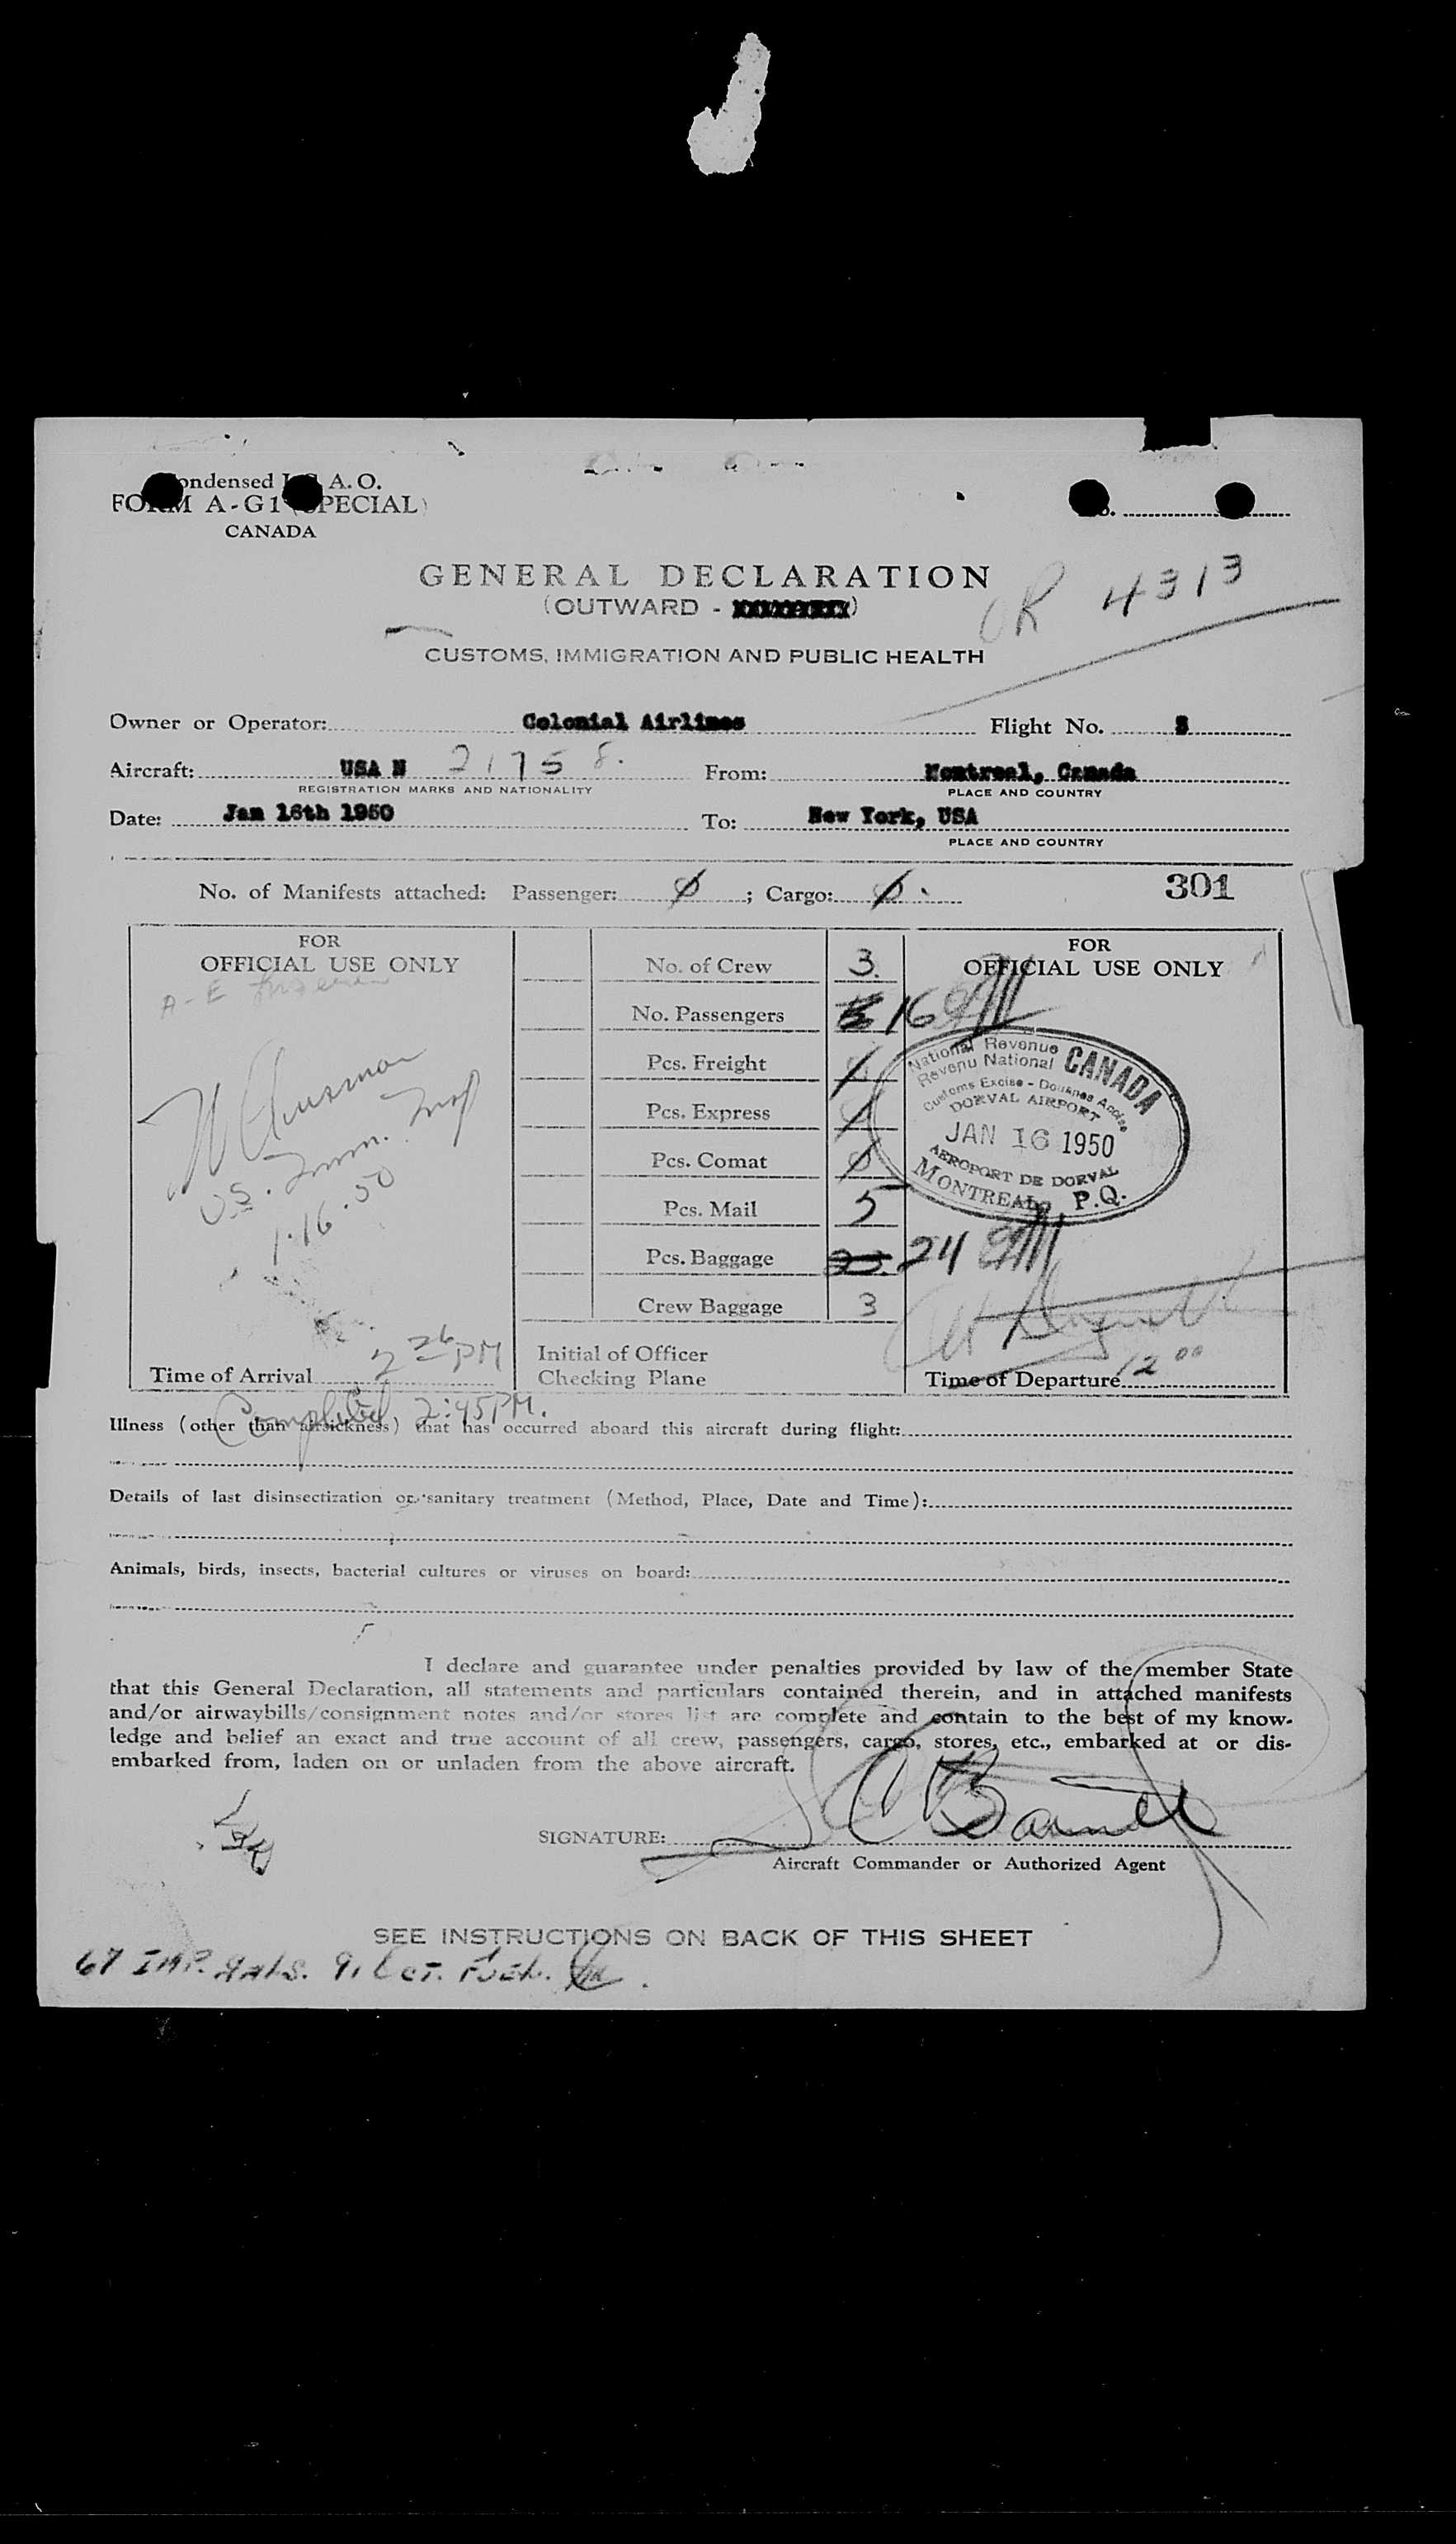 Condensed I.C.A.O.
FORM A-G1 (SPECIAL)
CANADA
GENERAL DECLARATION
(OUTWARD - )
OR 4313
CUSTOMS, IMMIGRATION AND PUBLIC HEALTH
Owner or Operator: Colonial Airlines Flight No.
Aircraft: USA N 21758. From: Montreal, Canada
REGISTRATION MARKS AND NATIONALITY PLACE AND COUNTRY
Date: Jan 16th 1950 To: New York, USA
PLACE AND COUNTRY
No. of Manifests attached: Passenger: Ø ; Cargo: Ø. 301
FOR
OFFICIAL USE ONLY
A-E
U.S. Imm. Insp
1.16.50
Time of Arrival 2 26 PM
Completed 2:45 PM.
No. of Crew 3.
No. Passengers 16
Pcs. Freight
Pcs. Express
Pcs. Comat Ø
Pcs. Mail 5
Pcs. Baggage 24
Crew Baggage 3
Initial of Officer
Checking Plane
FOR
OFFICIAL USE ONLY
National Revenue
Revenu National CANADA
Customs Excise - Douanes Accise
DORVAL AIRPORT
JAN 16 1950
AEROPORT DE DORVAL
MONTREAL P.Q.
Time of Departure 12 00
Illness (other than airsickness) that has occurred aboard this aircraft during flight:
Details of last disinsectization or sanitary treatment (Method, Place, Date and Time):
Animals, birds, insects, bacterial cultures or viruses on board:
I declare and guarantee under penalties provided by law of the member State
that this General Declaration, all statements and particulars contained therein, and in attached manifests
and/or airwaybills/consignment notes and/or stores list are complete and contain to the best of my know-
ledge and belief an exact and true account of all crew, passengers, cargo, stores, etc., embarked at or dis-
embarked from, laden on or unladen from the above aircraft.
SIGNATURE:
Aircraft Commander or Authorized Agent
SEE INSTRUCTIONS ON BACK OF THIS SHEET
67 IMP. gals. 91 OCT. FUEL.